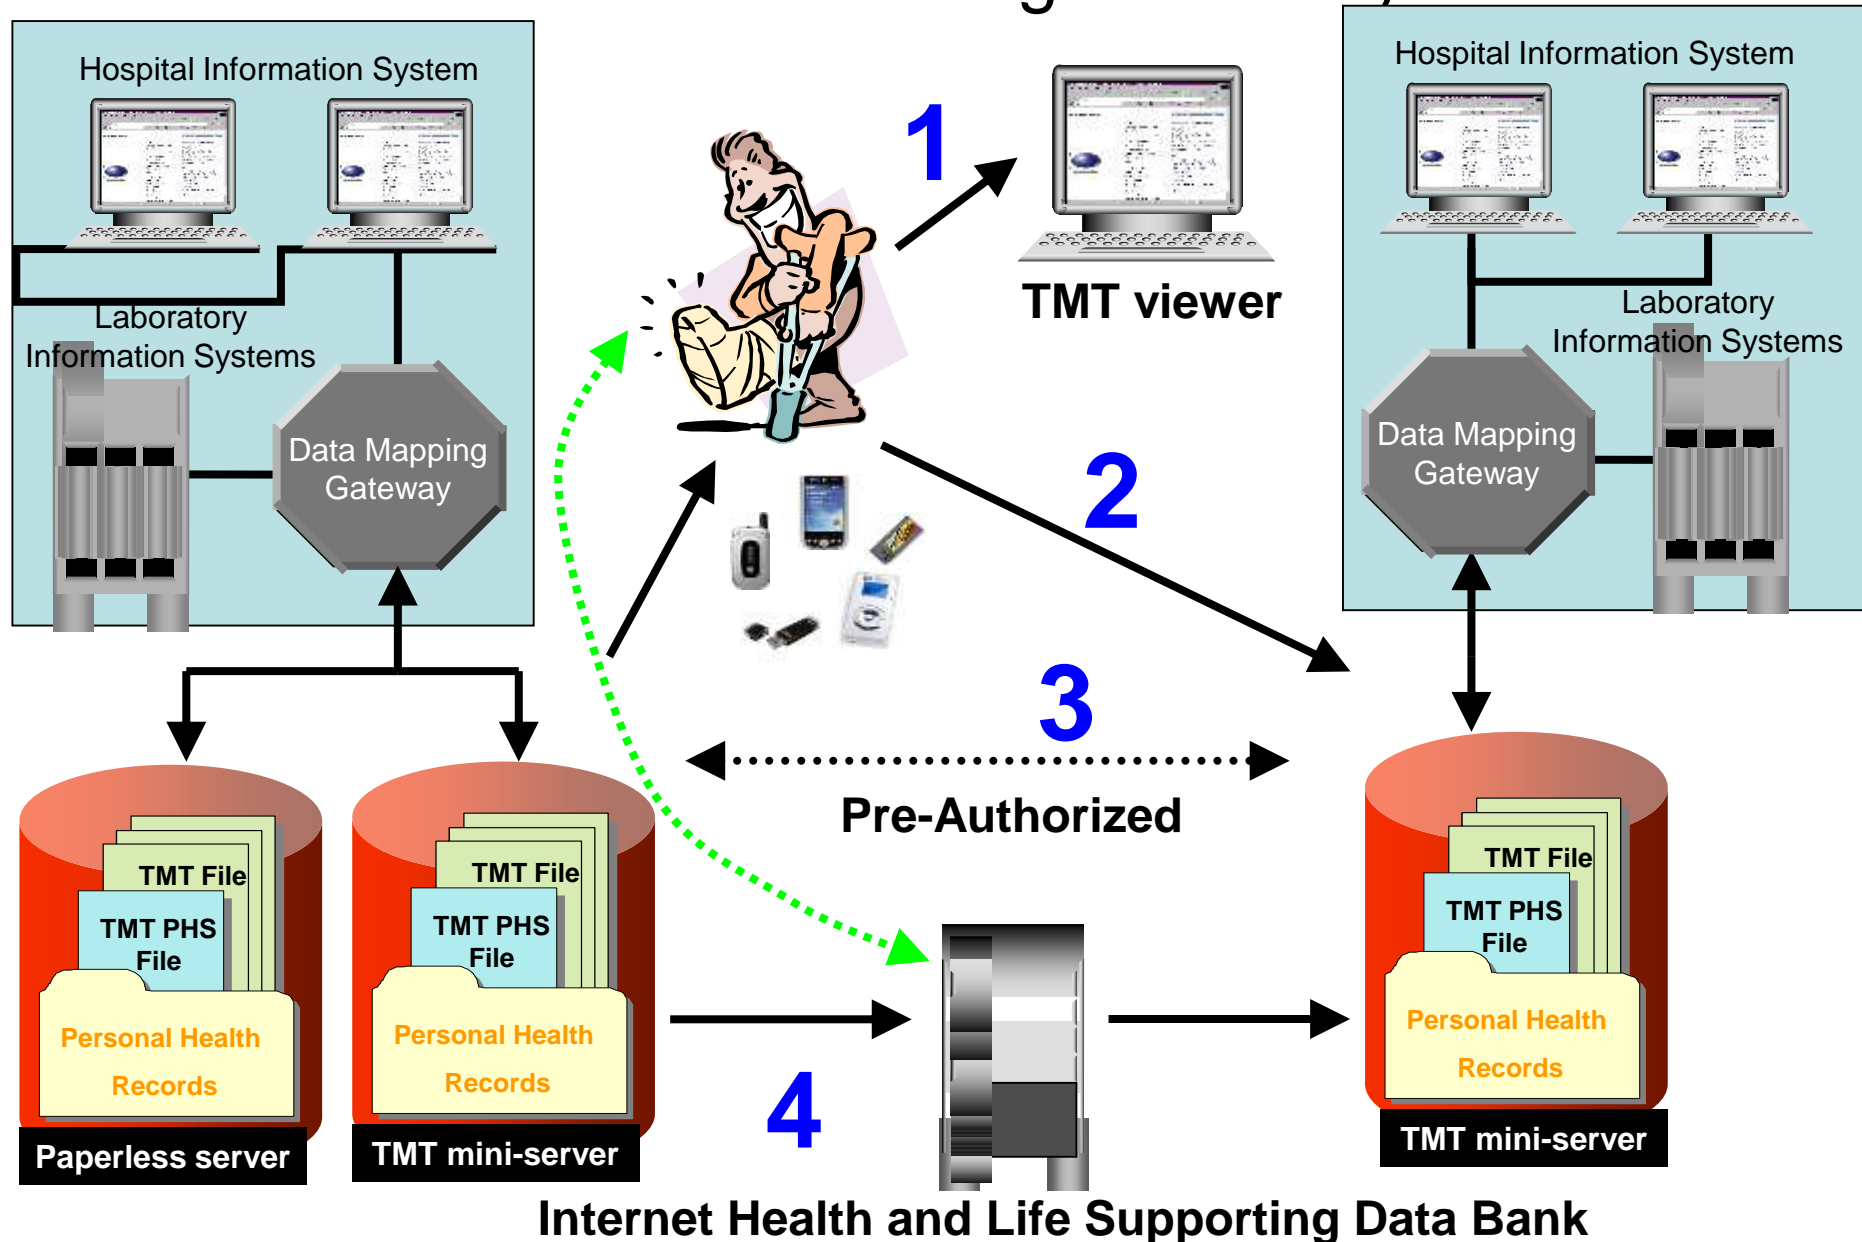 Hospital Information System
Laboratory
Information Systems
Data Mapping
Gateway
1
TMT viewer
2
3
Pre-Authorized
4
Hospital Information System
Laboratory
Information Systems
Data Mapping
Gateway
TMT File
TMT PHS
File
Personal Health
Records
Paperless server
TMT File
TMT PHS
File
Personal Health
Records
TMT mini-server
TMT File
TMT PHS
File
Personal Health
Records
TMT mini-server
Internet Health and Life Supporting Data Bank